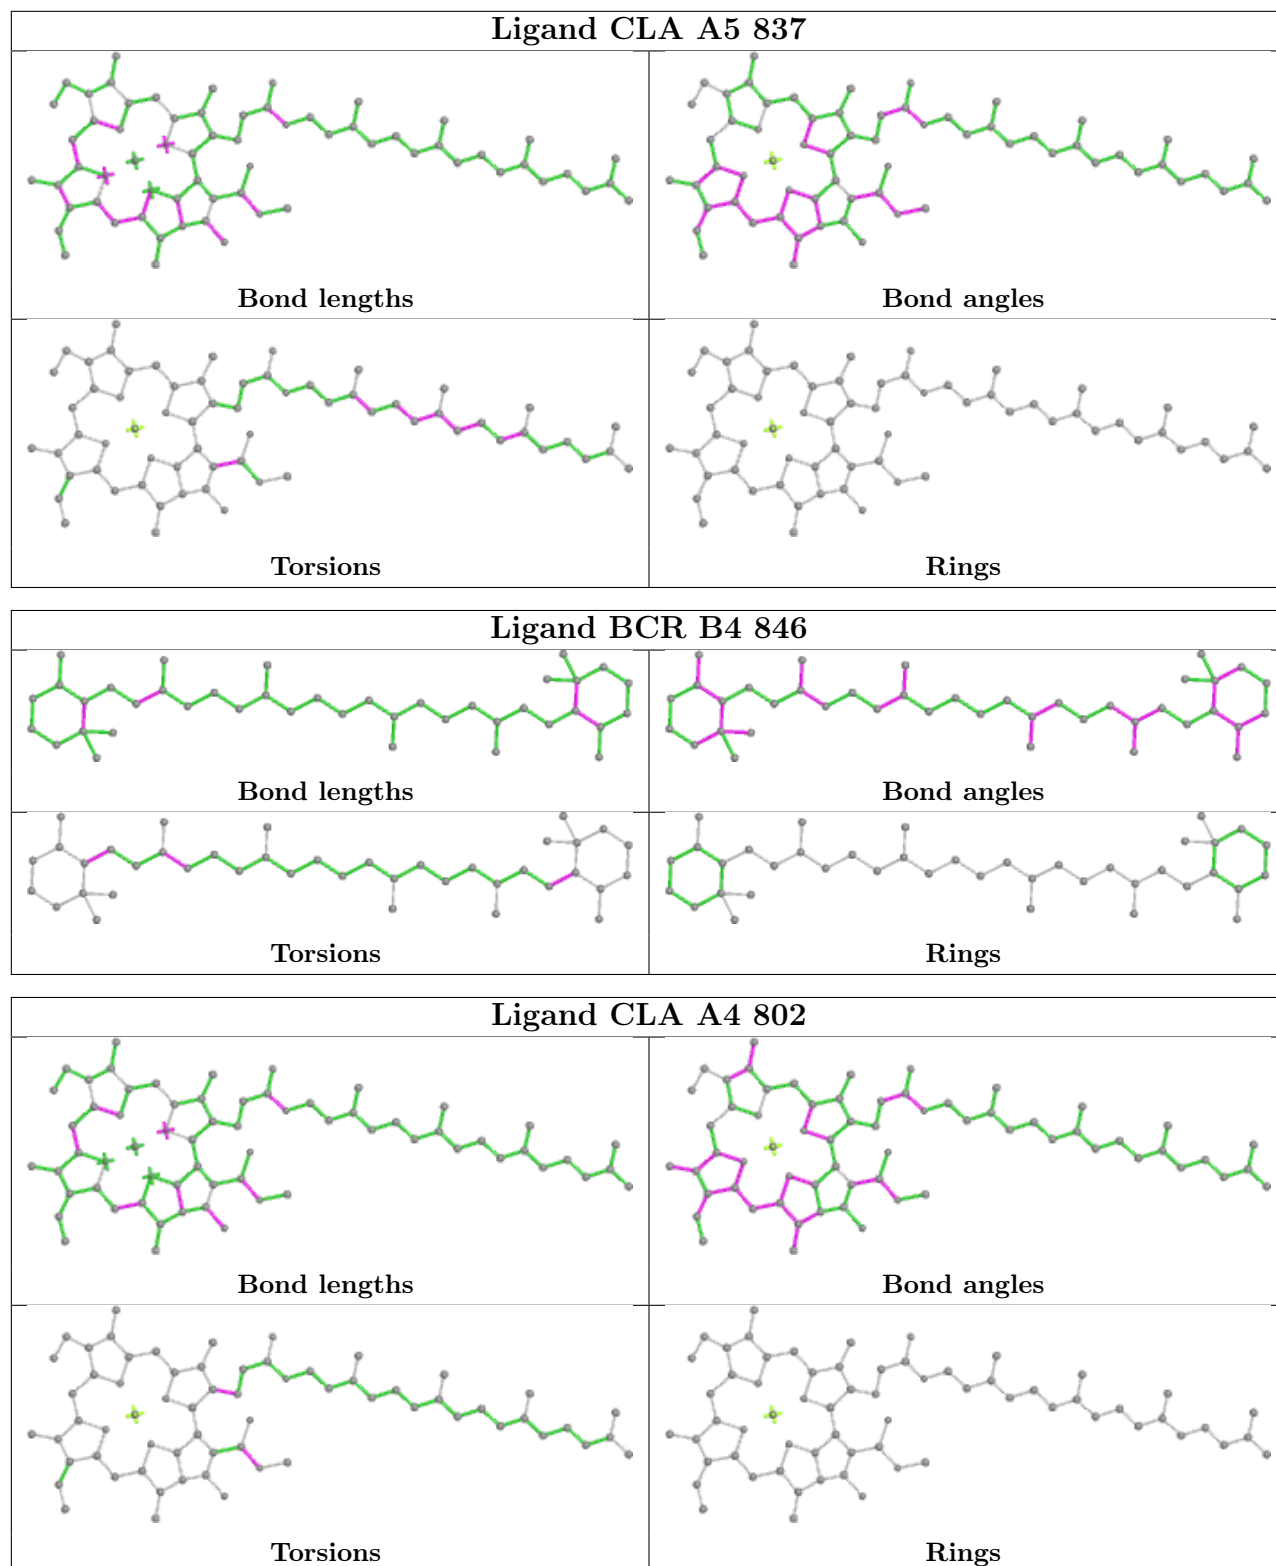 Ligand CLA A5 837
Bond lengths
Bond angles
Torsions
Rings
Ligand BCR B4 846
Bond lengths
Bond angles
Torsions
Rings
Ligand CLA A4 802
Bond lengths
Bond angles
Torsions
Rings